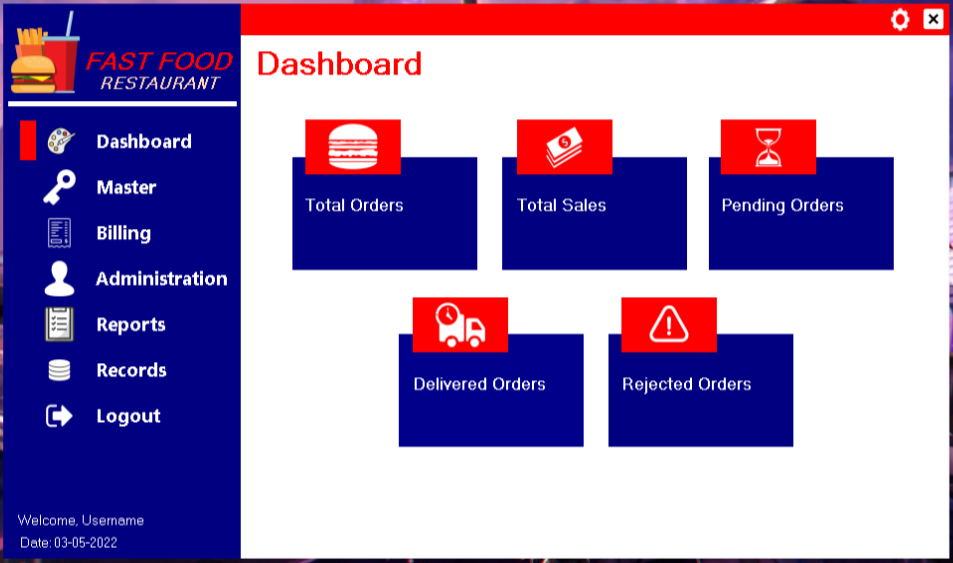 FAST FOOD
RESTAURANT
Dashboard
Master
Billing
Administration
Reports
Records
Logout
Welcome, Username
Date: 03-05-2022
Dashboard
Total Orders
Total Sales
Pending Orders
Delivered Orders
Rejected Orders